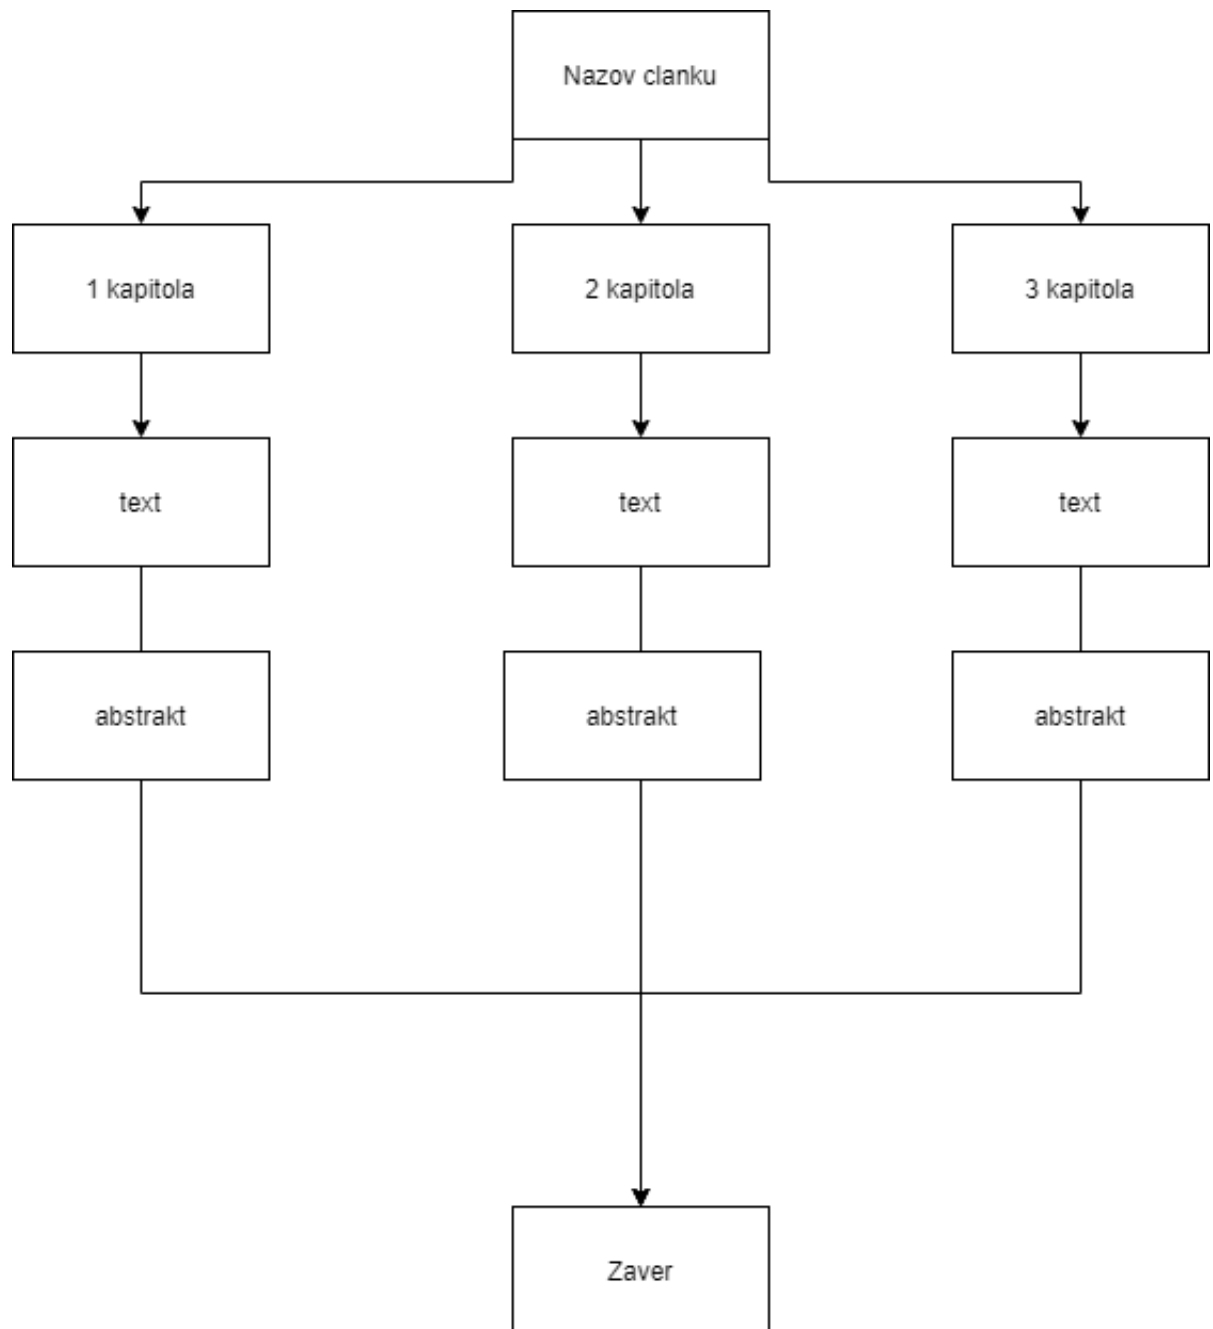 Nazov clanku
1 kapitola
2 kapitola
3 kapitola
text
text
text
abstrakt
abstrakt
abstrakt
Zaver